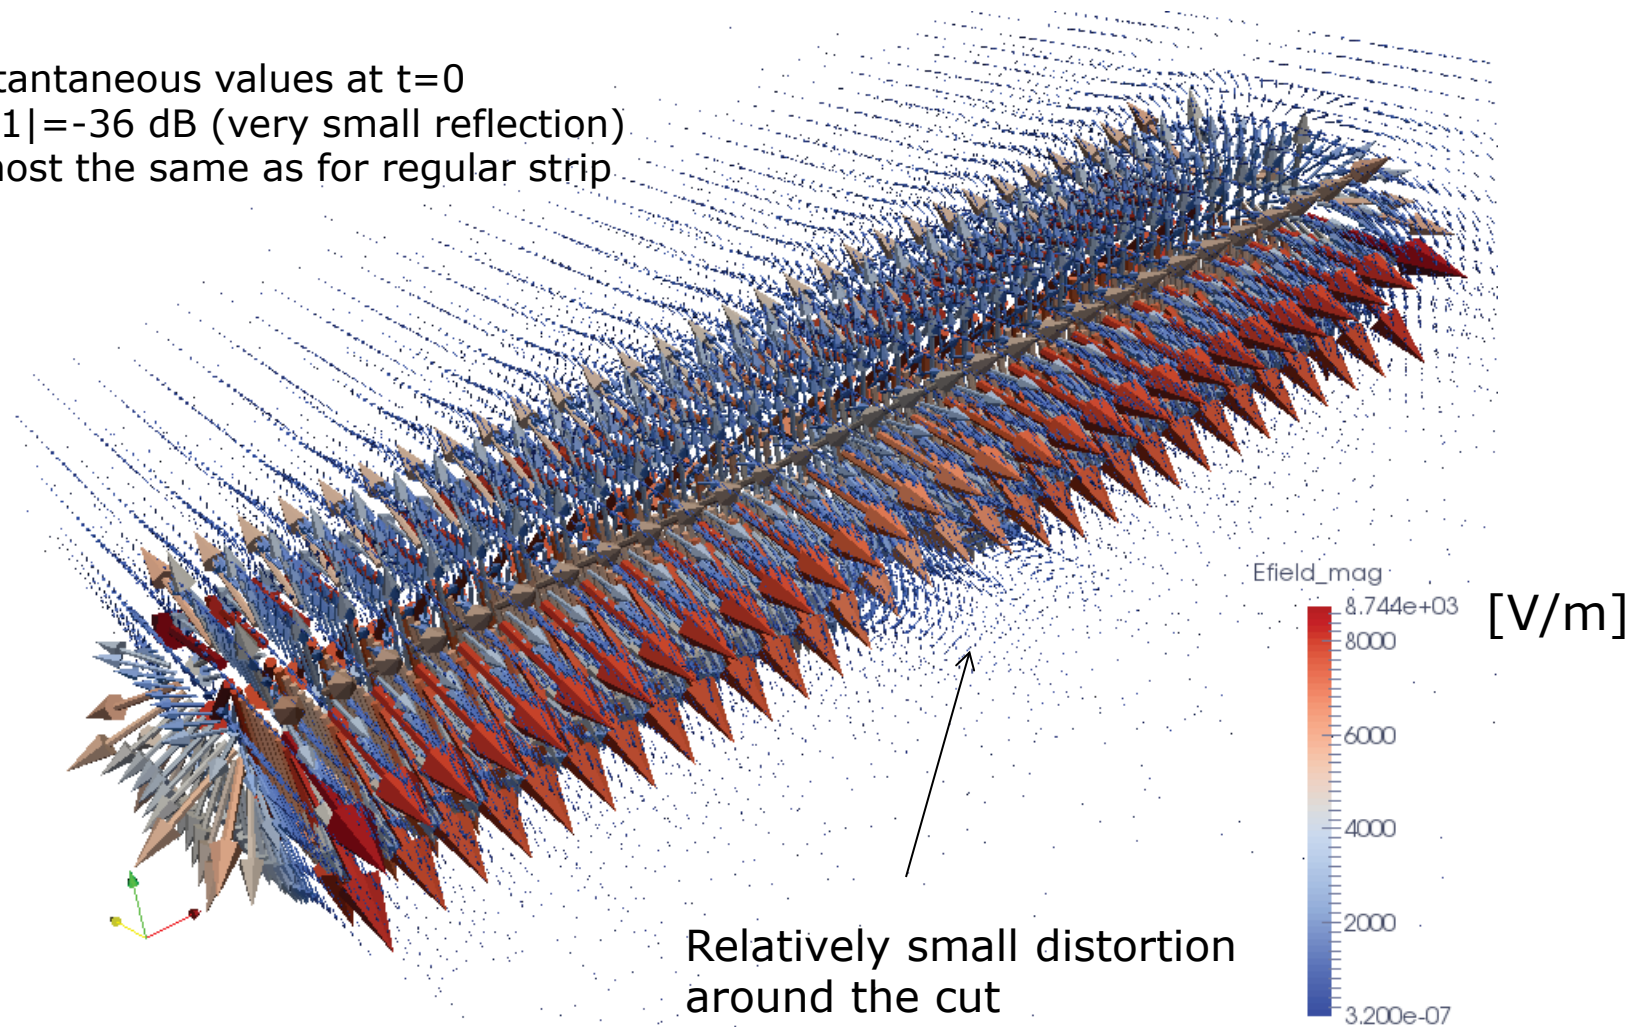 tantaneous values at t=0
1|=-36 dB (very small reflection)
nost the same as for regular strip
Efield_mag
8.744e+03
[V/m]
8000
6000
4000
2000
3.200e-07
Relatively small distortion
around the cut